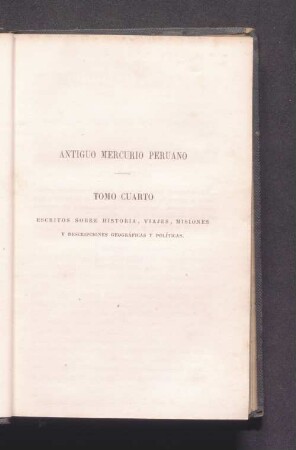 ANTIGUO MERCURIO PERUANO
TOMO CUARTO
ESCRITOS SOBRE HISTORIA, VIAJES, MISIONES
Y DESCRIPCIONES GEOGRÁFICAS Y POLÍTICAS.